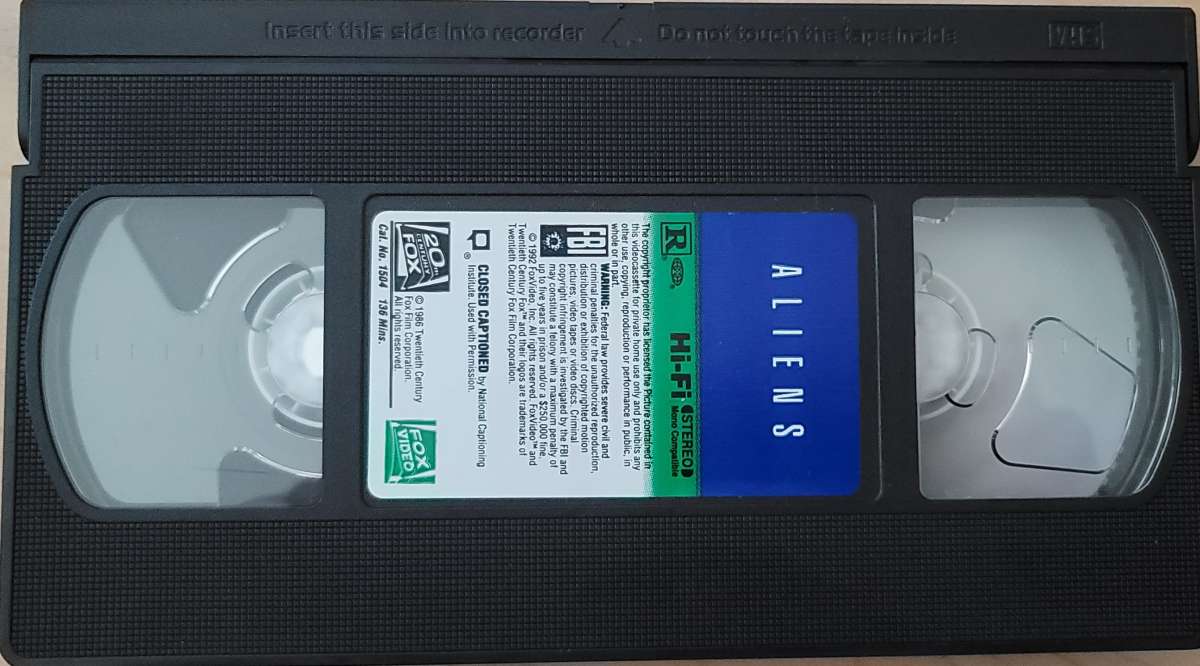 Insert this side into recorder
Do not touch the tape inside
VHS
ALIENS
R
Hi-Fi STEREO
Mono Compatible
The copyright proprietor has licensed the Picture contained in
this videocassette for private home use only and prohibits any
other use, copying, reproduction or performance in public, in
whole or in part.
FBI
WARNING: Federal law provides severe civil and
criminal penalties for the unauthorized reproduction,
distribution or exhibition of copyrighted motion
pictures, video tapes or video discs. Criminal
copyright infringement is investigated by the FBI and
may constitute a felony with a maximum penalty of
up to five years in prison and/or a $250,000 fine.
© 1992 FoxVideo, Inc. All rights reserved. FoxVideo™ and
Twentieth Century Fox™ and their logos are trademarks of
Twentieth Century Fox Film Corporation.
CLOSED CAPTIONED by National Captioning
® Institute. Used with Permission.
20TH
CENTURY
FOX
© 1986 Twentieth Century
Fox Film Corporation.
All rights reserved.
FOX
VIDEO
Cat. No. 1504 136 Mins.